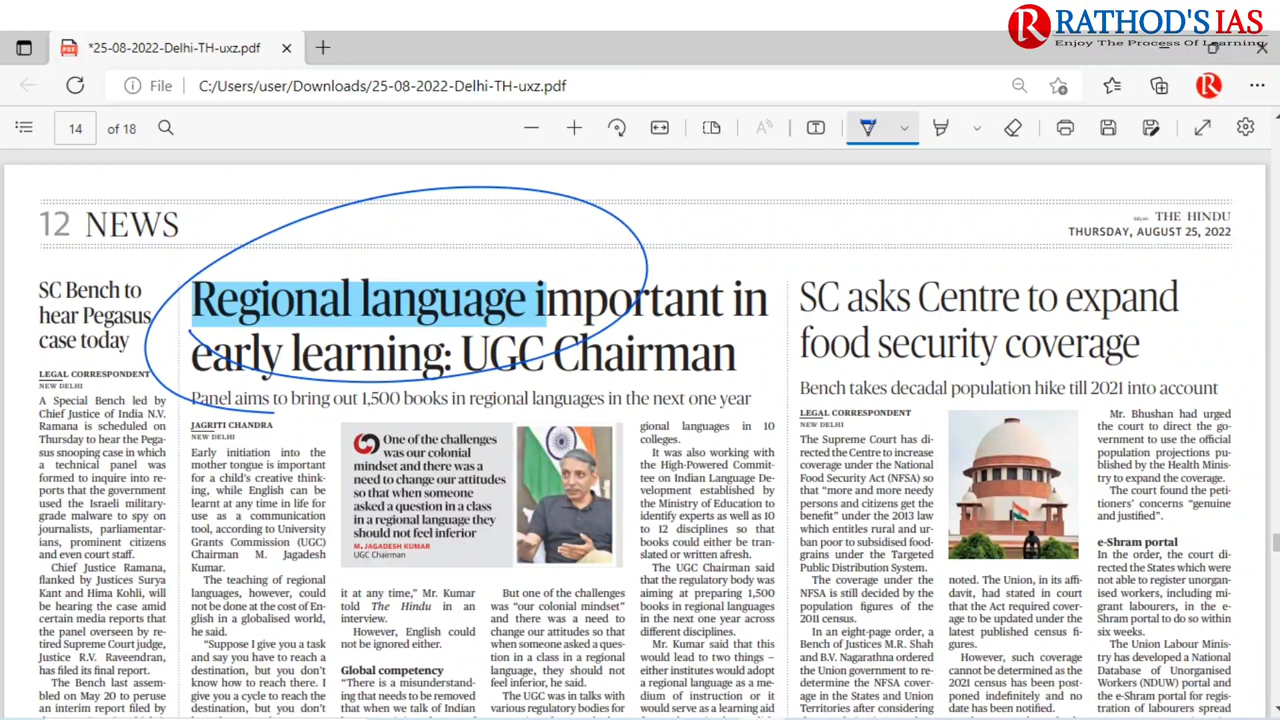 RATHOD'S IAS
Enjoy The Process Of Learning
*25-08-2022-Delhi-TH-uxz.pdf
File
C:/Users/user/Downloads/25-08-2022-Delhi-TH-uxz.pdf
14
of 18
12 NEWS
DELHI THE HINDU
THURSDAY, AUGUST 25, 2022
SC Bench to
hear Pegasus
case today
LEGAL CORRESPONDENT
NEW DELHI
A Special Bench led by
Chief Justice of India N.V.
Ramana is scheduled on
Thursday to hear the Pega-
sus snooping case in which
a technical panel was
formed to inquire into re-
ports that the government
used the Israeli military-
grade malware to spy on
journalists, parliamentar-
ians, prominent citizens
and even court staff.
Chief Justice Ramana,
flanked by Justices Surya
Kant and Hima Kohli, will
be hearing the case amid
certain media reports that
the panel overseen by re-
tired Supreme Court judge,
Justice R.V. Raveendran,
has filed its final report.
The Bench last assem-
bled on May 20 to peruse
an interim report filed by
Regional language important in
early learning: UGC Chairman
Panel aims to bring out 1,500 books in regional languages in the next one year
JAGRITI CHANDRA
NEW DELHI
Early initiation into the
mother tongue is important
for a child's creative think-
ing, while English can be
learnt at any time in life for
use as a communication
tool, according to University
Grants Commission (UGC)
Chairman M. Jagadesh
Kumar.
The teaching of regional
languages, however, could
not be done at the cost of En-
glish in a globalised world,
he said.
"Suppose I give you a task
and say you have to reach a
destination, but you don't
know how to reach there. I
give you a cycle to reach the
destination, but you don't
One of the challenges
was our colonial
mindset and there was a
need to change our attitudes
so that when someone
asked a question in a class
in a regional language they
should not feel inferior
M. JAGADESH KUMAR
UGC Chairman
it at any time," Mr. Kumar
told The Hindu in an
interview.
However, English could
not be ignored either.
Global competency
"There is a misunderstand-
ing that needs to be removed
that when we talk of Indian
But one of the challenges
was "our colonial mindset"
and there was a need to
change our attitudes so that
when someone asked a ques-
tion in a class in a regional
language, they should not
feel inferior, he said.
The UGC was in talks with
various regulatory bodies for
gional languages in 10
colleges.
It was also working with
the High-Powered Commit-
tee on Indian Language De-
velopment established by
the Ministry of Education to
identify experts as well as 10
to 12 disciplines so that
books could either be tran-
slated or written afresh.
The UGC Chairman said
that the regulatory body was
aiming at preparing 1,500
books in regional languages
in the next one year across
different disciplines.
Mr. Kumar said that this
would lead to two things –
either institutes would adopt
a regional language as a me-
dium of instruction or it
would serve as a learning aid
SC asks Centre to expand
food security coverage
Bench takes decadal population hike till 2021 into account
LEGAL CORRESPONDENT
NEW DELHI
The Supreme Court has di-
rected the Centre to increase
coverage under the National
Food Security Act (NFSA) so
that "more and more needy
persons and citizens get the
benefit" under the 2013 law
which entitles rural and ur-
ban poor to subsidised food-
grains under the Targeted
Public Distribution System.
The coverage under the
NFSA is still decided by the
population figures of the
2011 census.
In an eight-page order, a
Bench of Justices M.R. Shah
and B.V. Nagarathna ordered
the Union government to re-
determine the NFSA cover-
age in the States and Union
Territories after considering
noted. The Union, in its affi-
davit, had stated in court
that the Act required cover-
age to be updated under the
latest published census fi-
gures.
However, such coverage
cannot be determined as the
2021 census has been post-
poned indefinitely and no
date has been notified.
Mr. Bhushan had urged
the court to direct the go-
vernment to use the official
population projections pu-
blished by the Health Minis-
try to expand the coverage.
The court found the peti-
tioners' concerns "genuine
and justified".
e-Shram portal
In the order, the court di-
rected the States which were
not able to register unorgan-
ised workers, including mi-
grant labourers, in the e-
Shram portal to do so within
six weeks.
The Union Labour Minis-
try has developed a National
Database of Unorganised
Workers (NDUW) portal and
the e-Shram portal for regis-
tration of labourers spread